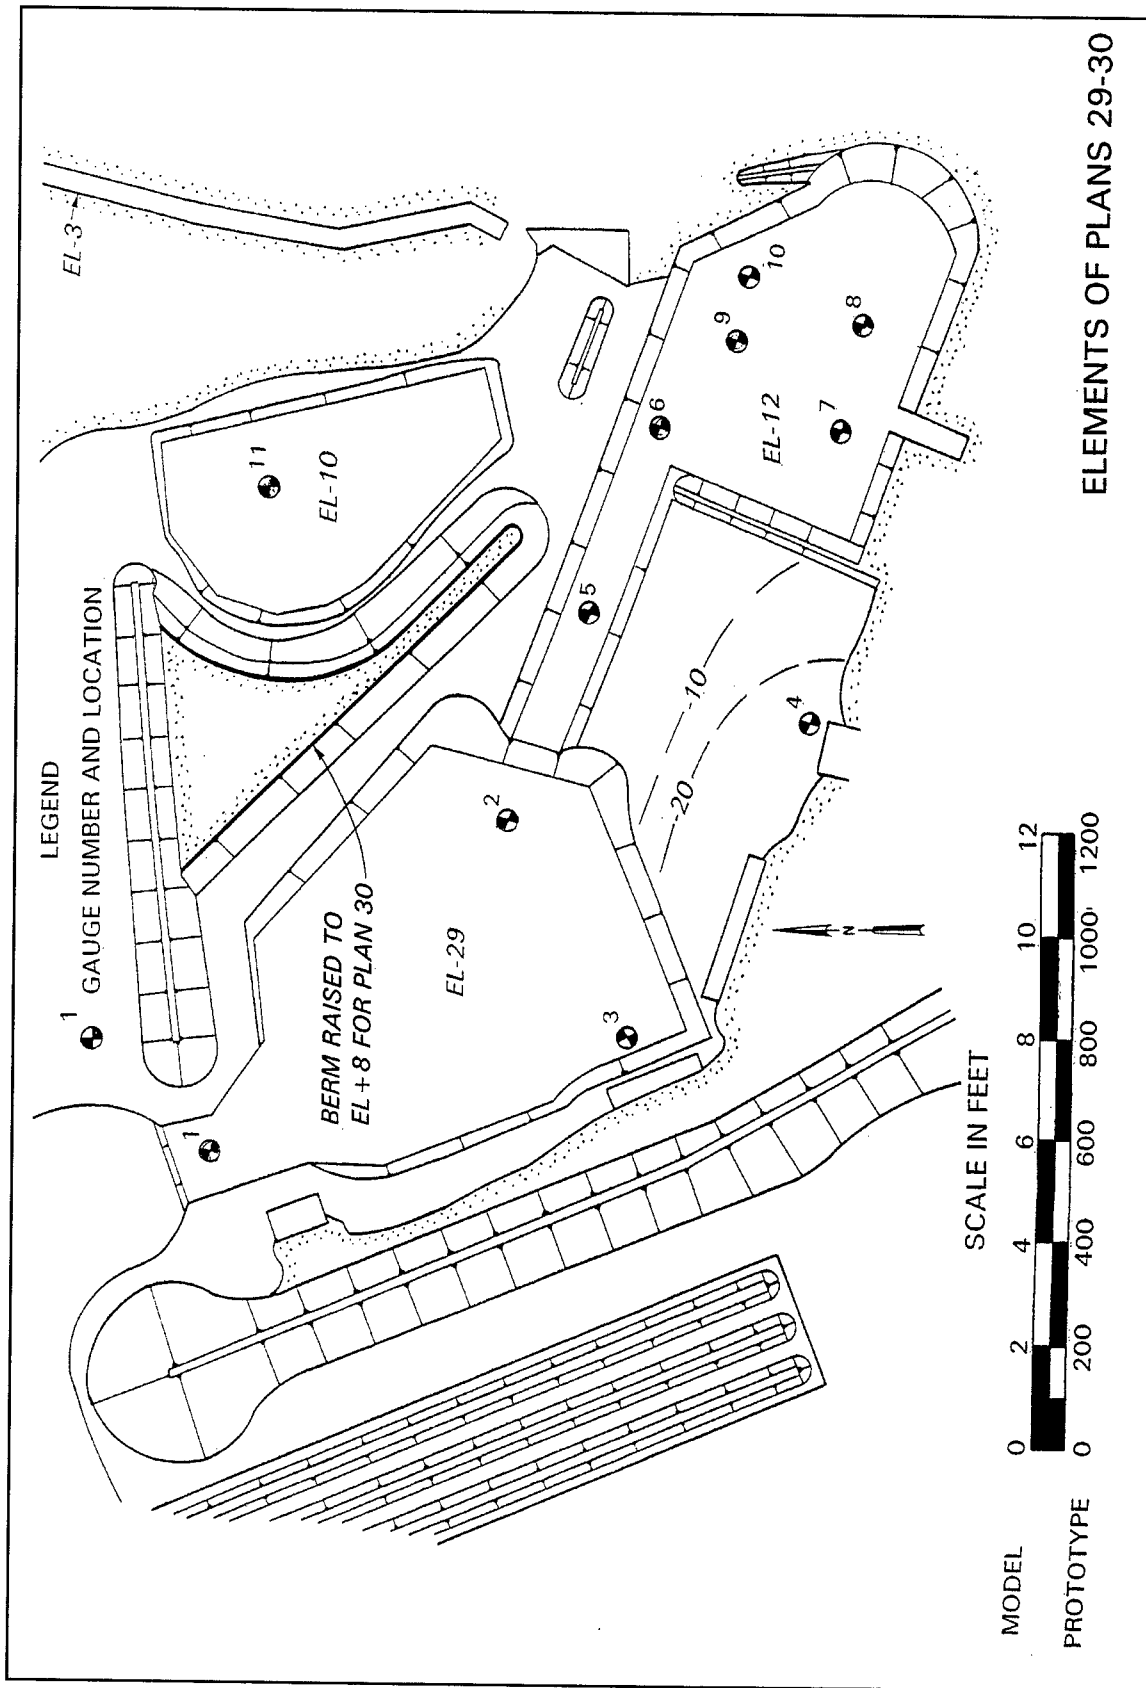 LEGEND
1
GAUGE NUMBER AND LOCATION
EL-3
11
EL-10
1
BERM RAISED TO
EL+8 FOR PLAN 30
EL-29
2
3
5
6
9
10
EL-12
7
8
-10
-20
4
N
SCALE IN FEET
MODEL 0 2 4 6 8 10 12
PROTOTYPE 0 200 400 600 800 1000 1200
ELEMENTS OF PLANS 29-30